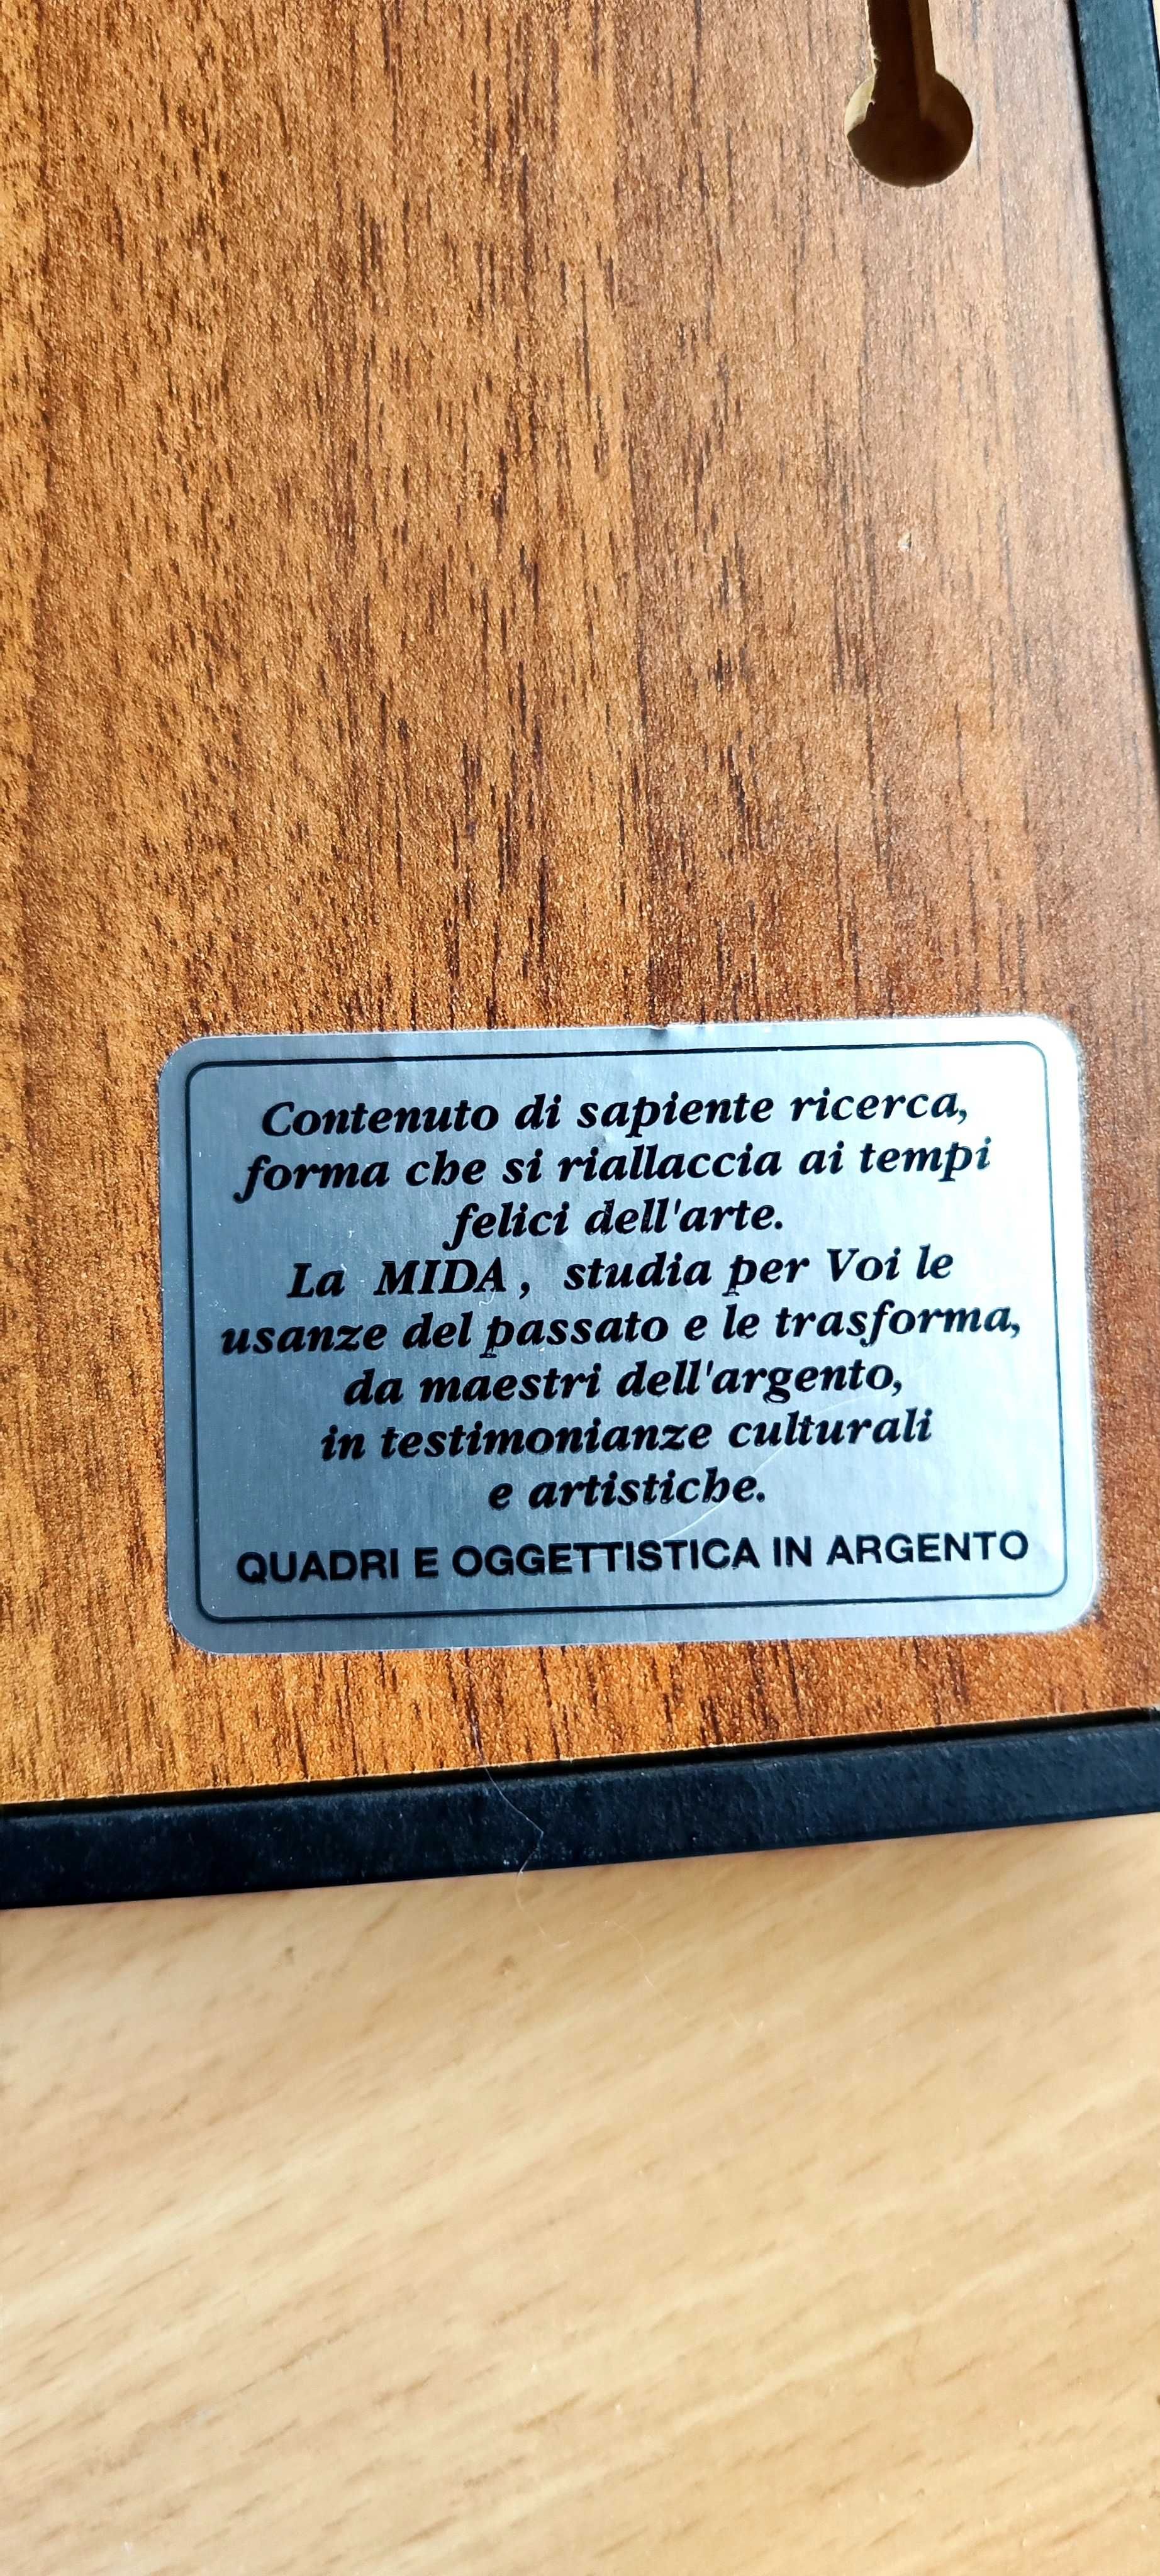 Contenuto di sapiente ricerca,
forma che si riallaccia ai tempi
felici dell'arte.
La MIDA, studia per Voi le
usanze del passato e le trasforma,
da maestri dell'argento,
in testimonianze culturali
e artistiche.
QUADRI E OGGETTISTICA IN ARGENTO